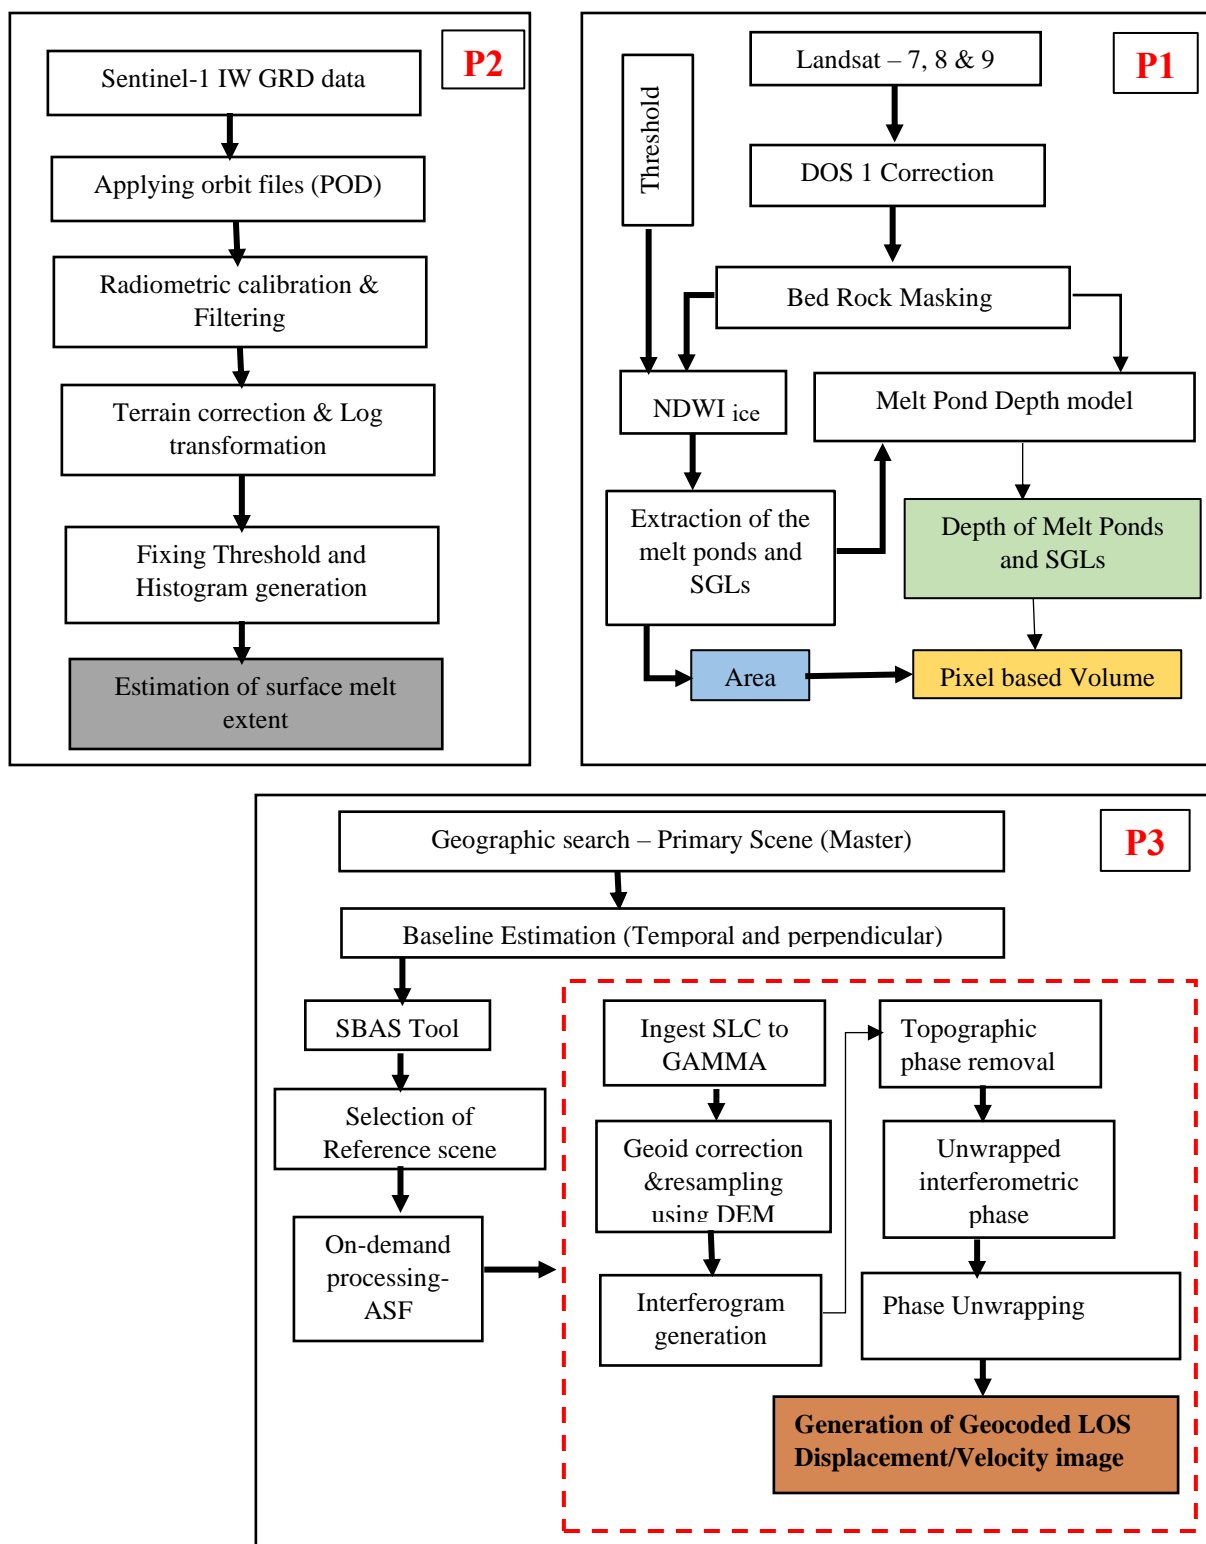 P2
Sentinel-1 IW GRD data
Applying orbit files (POD)
Radiometric calibration &
Filtering
Terrain correction & Log
transformation
Fixing Threshold and
Histogram generation
Estimation of surface melt
extent
P1
Landsat – 7, 8 & 9
Threshold
DOS 1 Correction
Bed Rock Masking
NDWI ice
Melt Pond Depth model
Extraction of the
melt ponds and
SGLs
Depth of Melt Ponds
and SGLs
Area
Pixel based Volume
P3
Geographic search – Primary Scene (Master)
Baseline Estimation (Temporal and perpendicular)
SBAS Tool
Selection of
Reference scene
On-demand
processing-
ASF
Ingest SLC to
GAMMA
Geoid correction
&resampling
using DEM
Interferogram
generation
Topographic
phase removal
Unwrapped
interferometric
phase
Phase Unwrapping
Generation of Geocoded LOS
Displacement/Velocity image